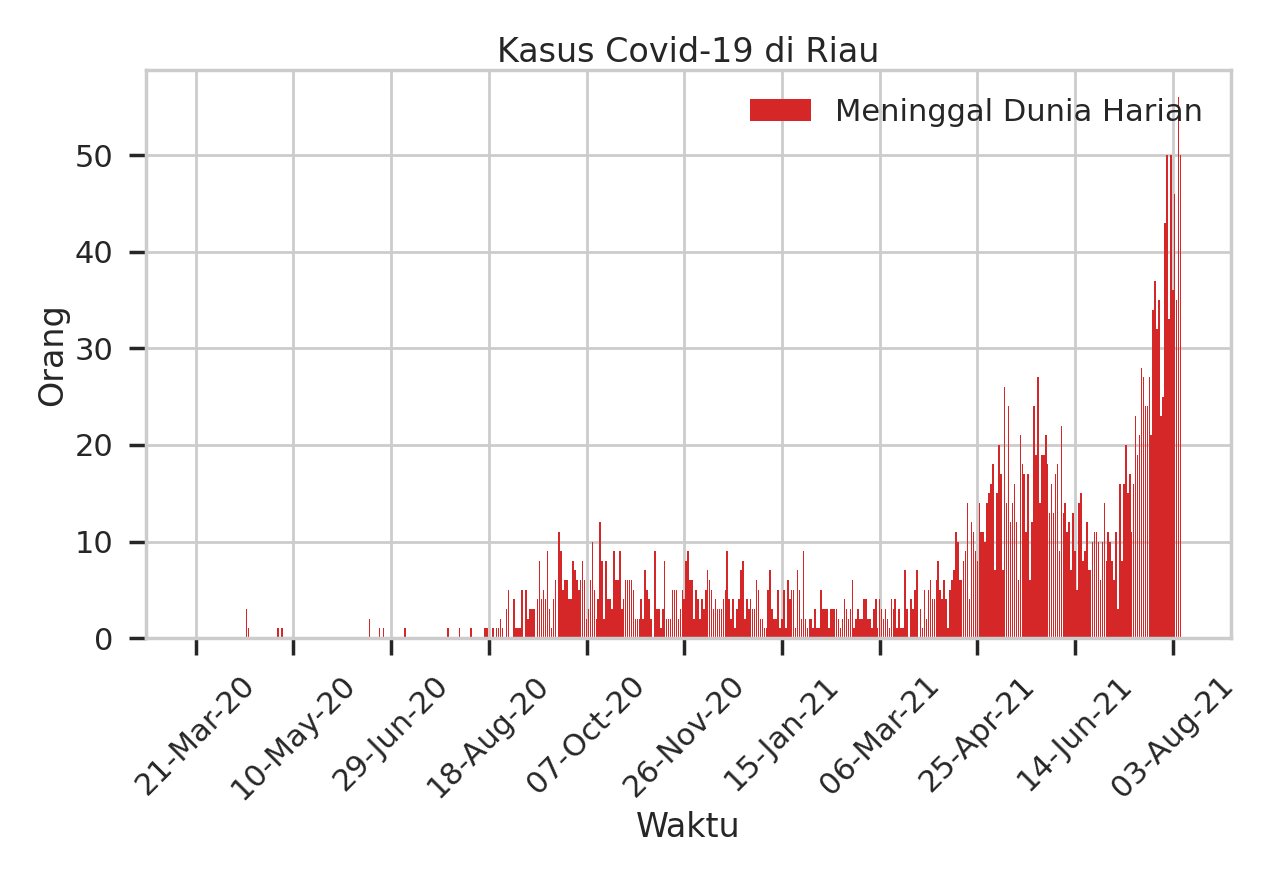 Kasus Covid-19 di Riau
Meninggal Dunia Harian
50
40
30
20
10
0
Orang
21-Mar-20
10-May-20
29-Jun-20
18-Aug-20
07-Oct-20
26-Nov-20
15-Jan-21
06-Mar-21
25-Apr-21
14-Jun-21
03-Aug-21
Waktu